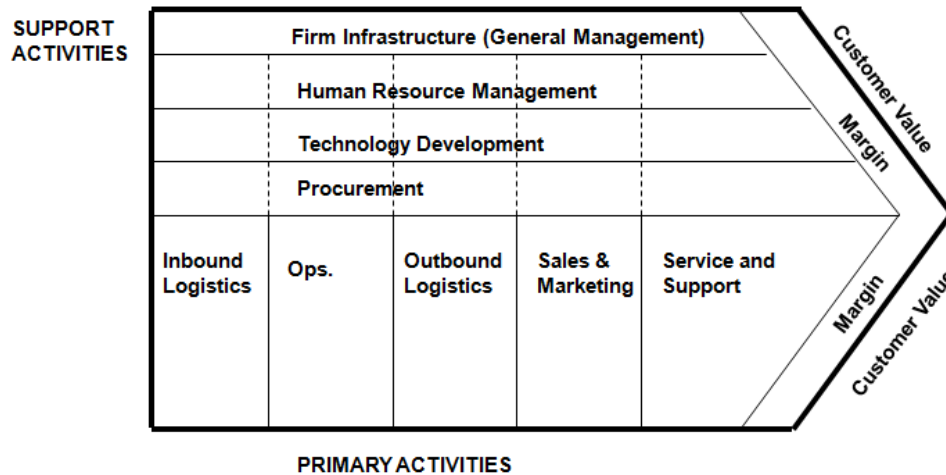 SUPPORT
ACTIVITIES
Firm Infrastructure (General Management)
Human Resource Management
Technology Development
Procurement
Inbound
Logistics
Ops.
Outbound
Logistics
Sales &
Marketing
Service and
Support
Margin
Customer Value
Margin
Customer Value
PRIMARY ACTIVITIES